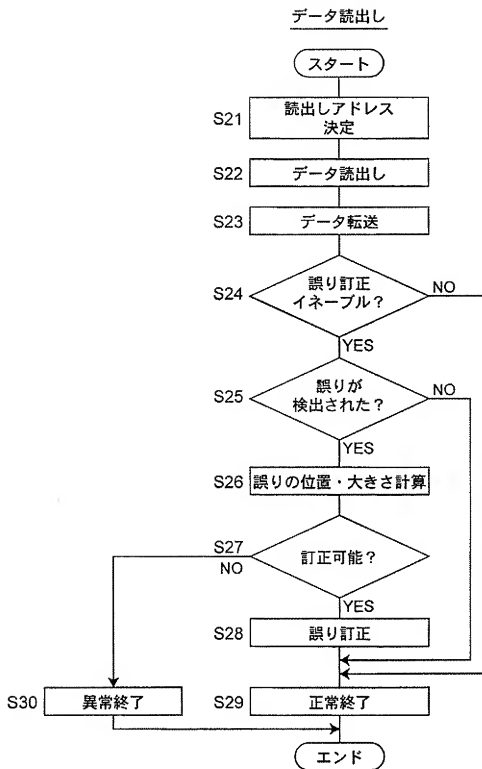 データ読出し
スタート
S21
読出しアドレス
決定
S22
データ読出し
S23
データ転送
S24
誤り訂正
イネーブル？
NO
YES
S25
誤りが
検出された？
NO
YES
S26
誤りの位置・大きさ計算
S27
訂正可能？
NO
YES
S28
誤り訂正
S30
異常終了
S29
正常終了
エンド